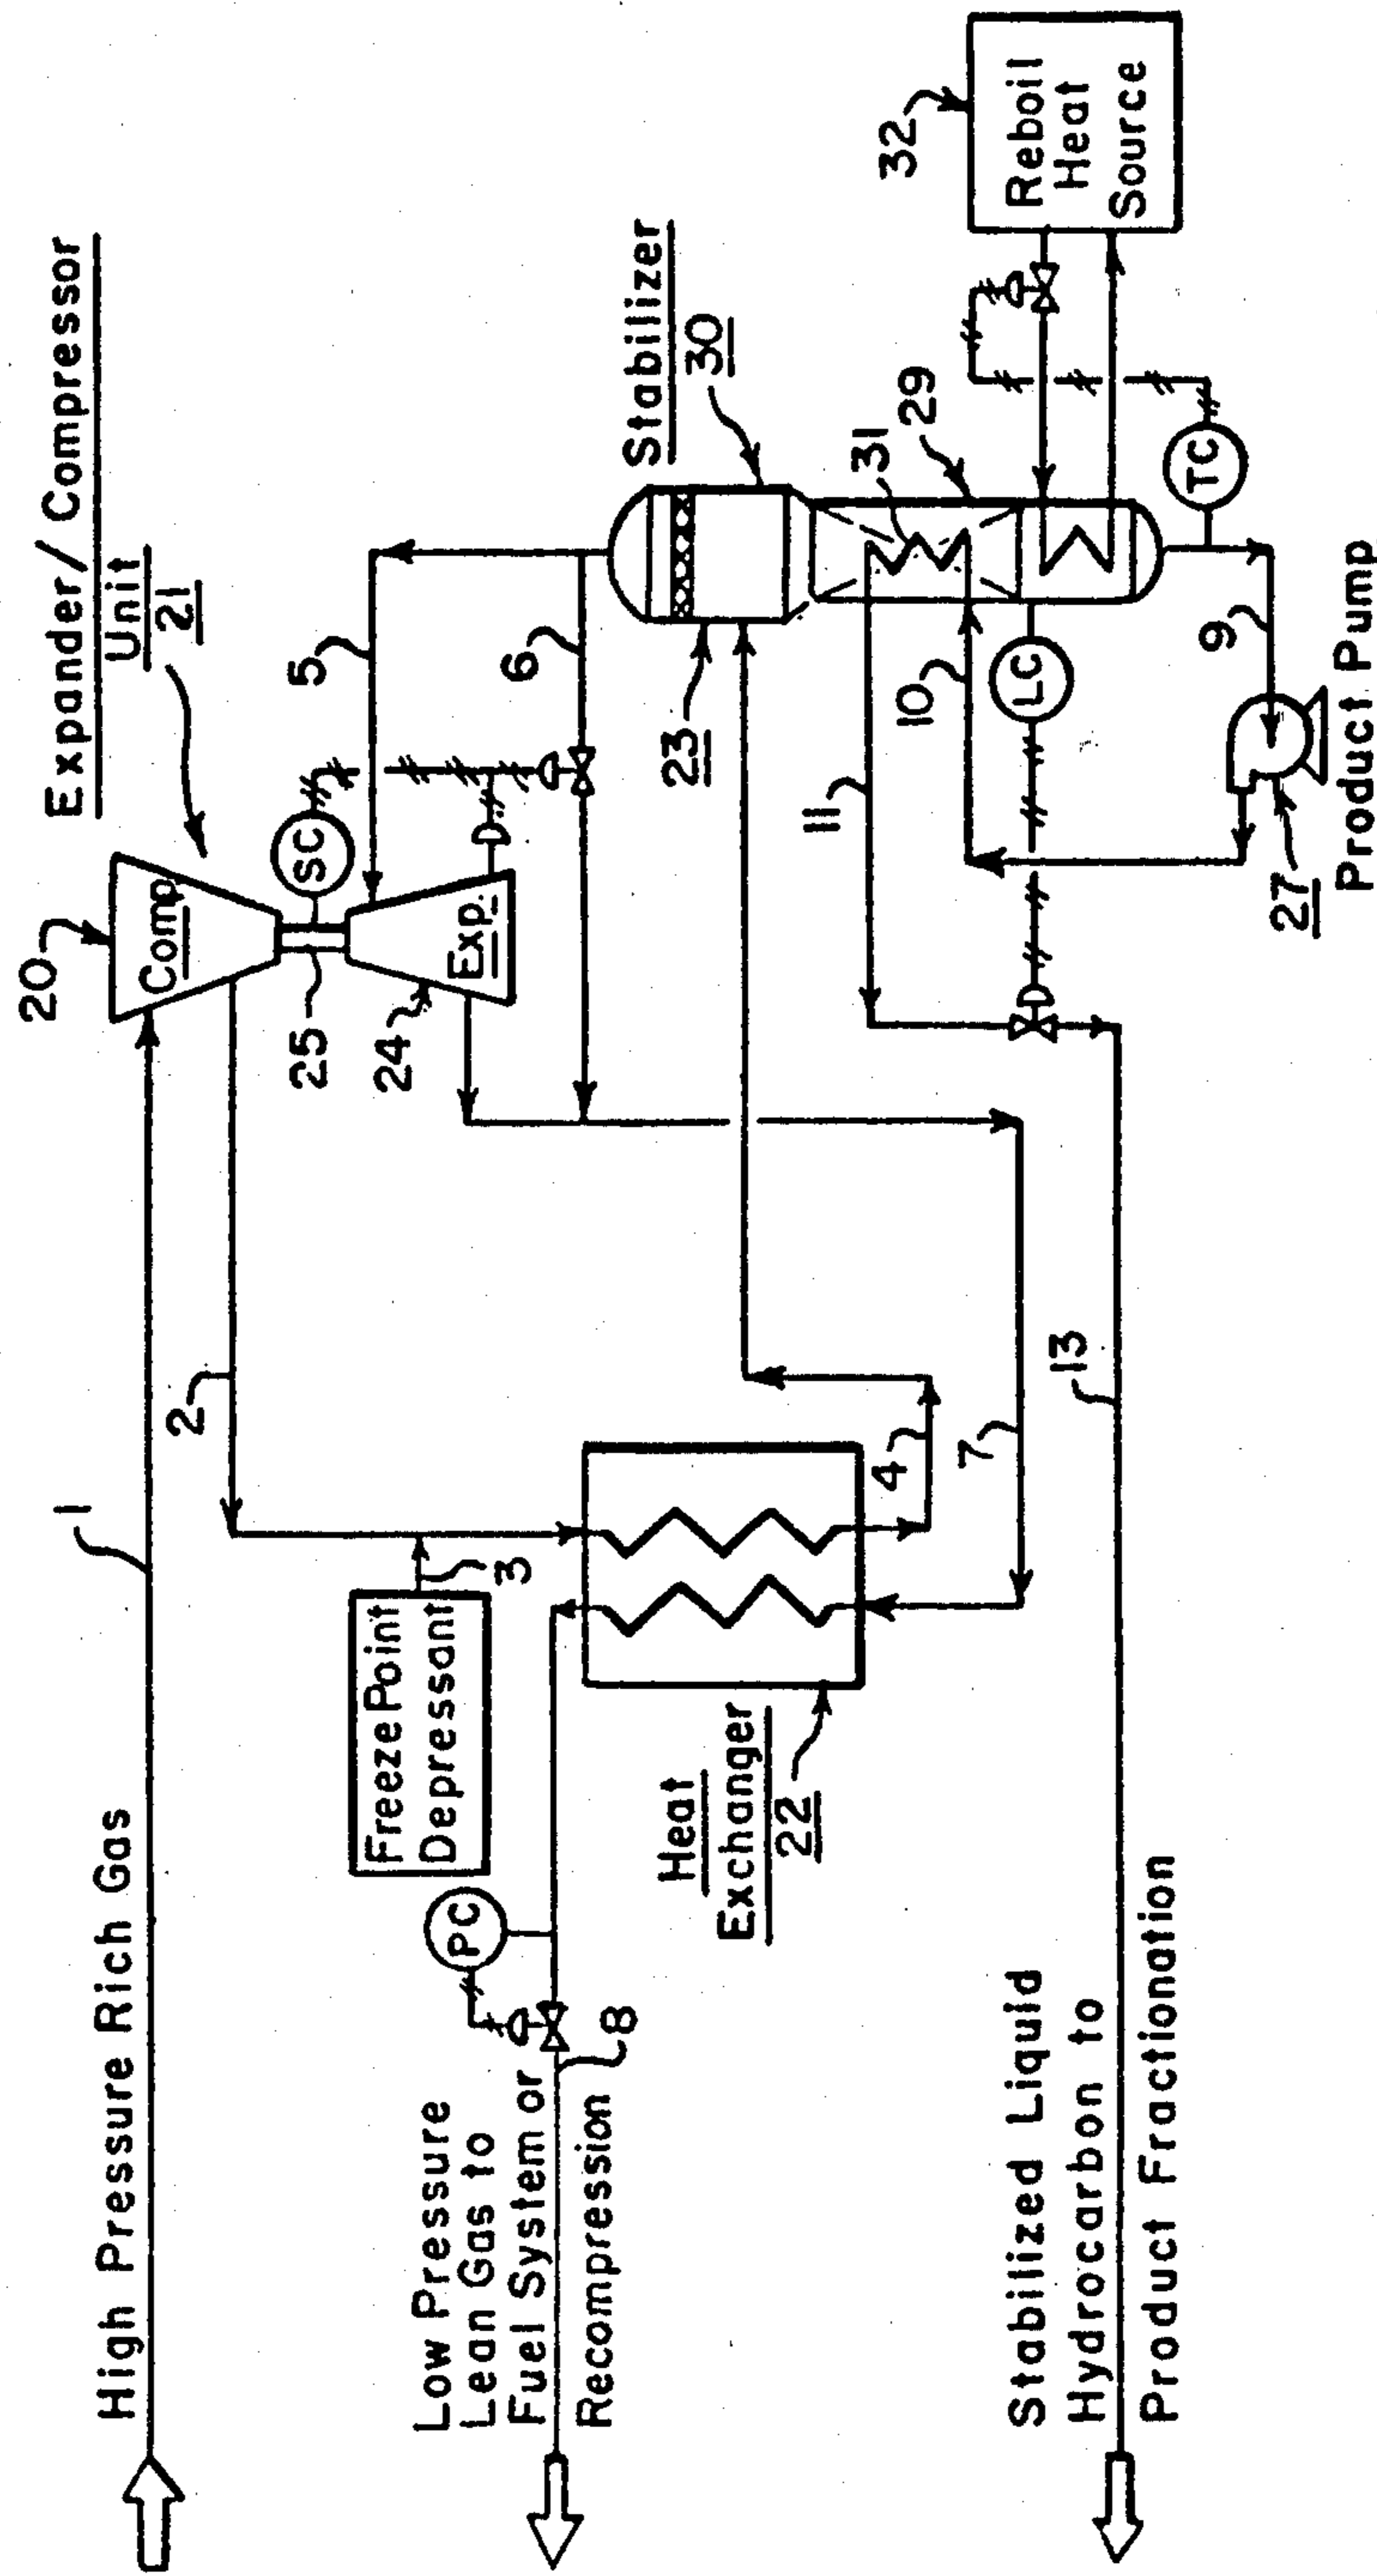 High Pressure Rich Gas
1
2
20
Comp.
Expander/Compressor
Unit
21
25
SC
24
Exp.
5
6
Stabilizer
30
23
Freeze Point
Depressant
3
PC
Low Pressure
Lean Gas to
Fuel System or
Recompression
8
Heat
Exchanger
22
4
7
11
10
31
29
32
Reboil
Heat
Source
LC
TC
9
27
Product Pump
13
Stabilized Liquid
Hydrocarbon to
Product Fractionation